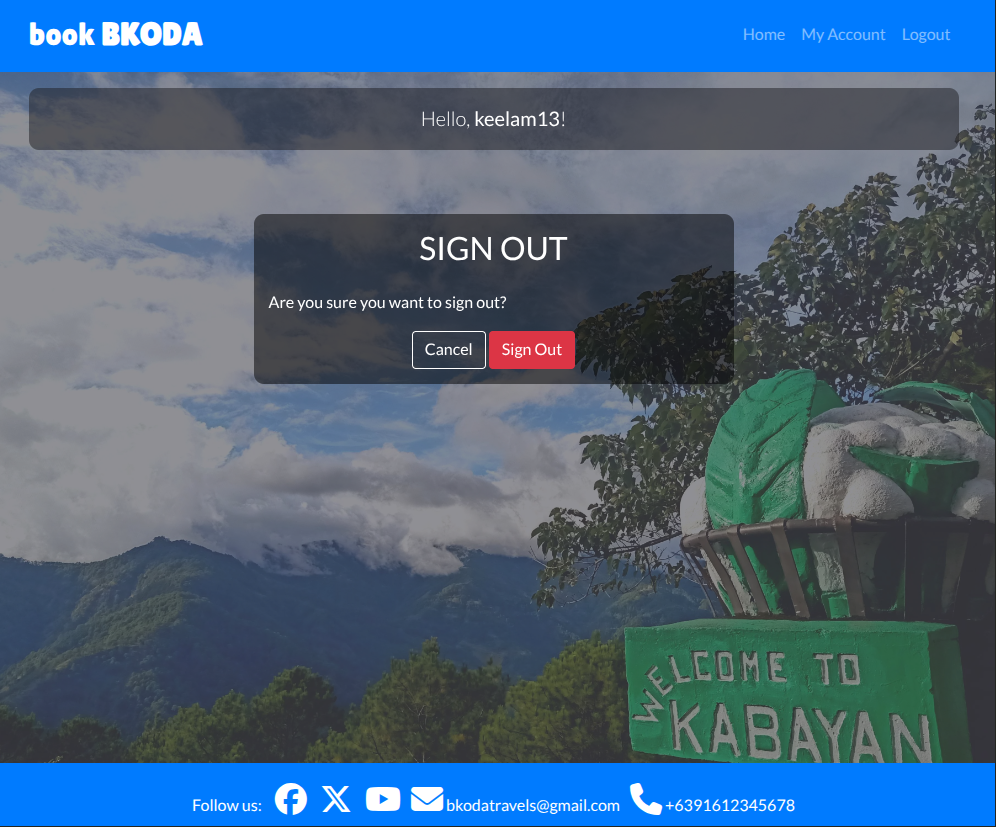 book BKODA
Home My Account Logout
Hello, keelam13!
SIGN OUT
Are you sure you want to sign out?
Cancel Sign Out
WELCOME TO
KABAYAN
Follow us: bkodatravels@gmail.com +6391612345678